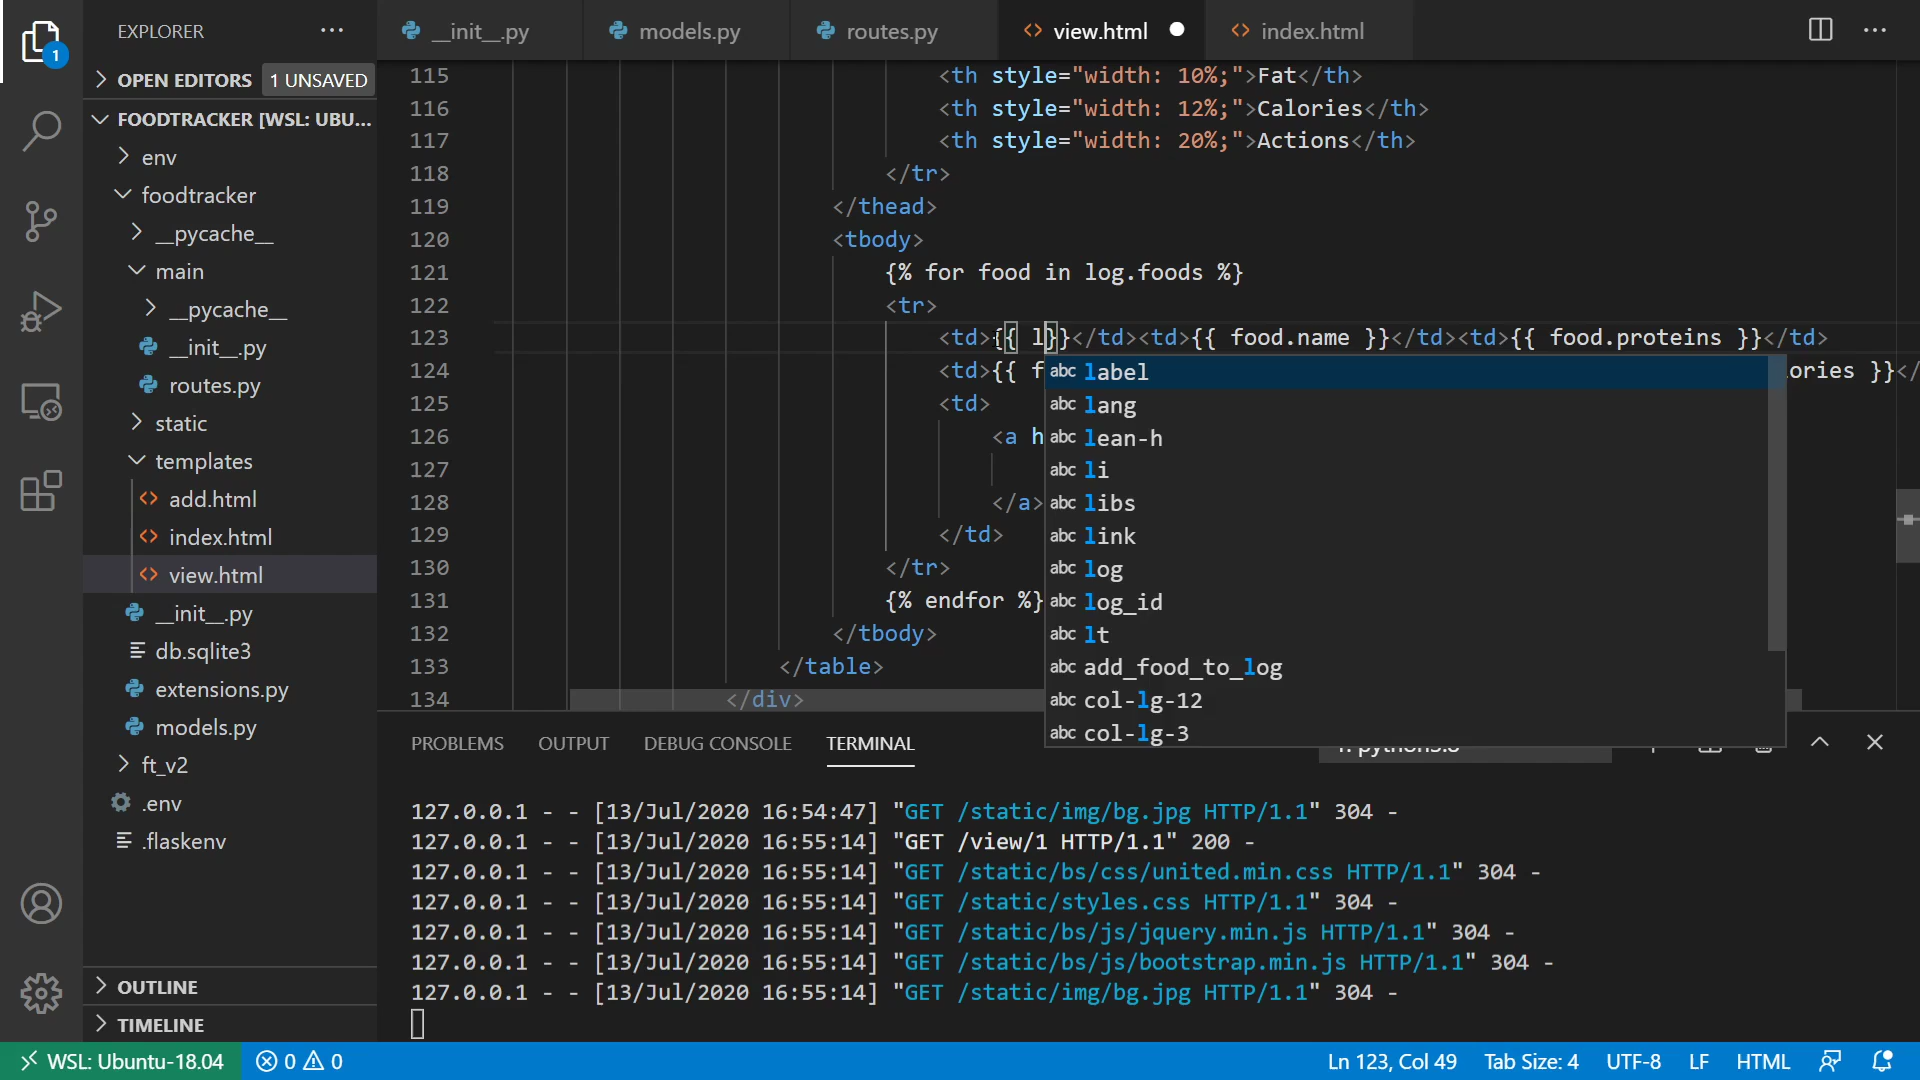 EXPLORER
1
OPEN EDITORS 1 UNSAVED
FOODTRACKER [WSL: UBU...
env
foodtracker
__pycache__
main
__pycache__
__init__.py
routes.py
static
templates
add.html
index.html
view.html
__init__.py
db.sqlite3
extensions.py
models.py
ft_v2
.env
.flaskenv
OUTLINE
TIMELINE
__init__.py models.py routes.py view.html index.html
115 <th style="width: 10%;">Fat</th>
116 <th style="width: 12%;">Calories</th>
117 <th style="width: 20%;">Actions</th>
118 </tr>
119 </thead>
120 <tbody>
121 {% for food in log.foods %}
122 <tr>
123 <td>{{ l}}</td><td>{{ food.name }}</td><td>{{ food.proteins }}</td>
124 <td>{{ f ories }}</
125 <td>
126 <a h
127
128 </a>
129 </td>
130 </tr>
131 {% endfor %}
132 </tbody>
133 </table>
134 </div>
abc label
abc lang
abc lean-h
abc li
abc libs
abc link
abc log
abc log_id
abc lt
abc add_food_to_log
abc col-lg-12
abc col-lg-3
PROBLEMS OUTPUT DEBUG CONSOLE TERMINAL
127.0.0.1 - - [13/Jul/2020 16:54:47] "GET /static/img/bg.jpg HTTP/1.1" 304 -
127.0.0.1 - - [13/Jul/2020 16:55:14] "GET /view/1 HTTP/1.1" 200 -
127.0.0.1 - - [13/Jul/2020 16:55:14] "GET /static/bs/css/united.min.css HTTP/1.1" 304 -
127.0.0.1 - - [13/Jul/2020 16:55:14] "GET /static/styles.css HTTP/1.1" 304 -
127.0.0.1 - - [13/Jul/2020 16:55:14] "GET /static/bs/js/jquery.min.js HTTP/1.1" 304 -
127.0.0.1 - - [13/Jul/2020 16:55:14] "GET /static/bs/js/bootstrap.min.js HTTP/1.1" 304 -
127.0.0.1 - - [13/Jul/2020 16:55:14] "GET /static/img/bg.jpg HTTP/1.1" 304 -
WSL: Ubuntu-18.04 0 0 Ln 123, Col 49 Tab Size: 4 UTF-8 LF HTML